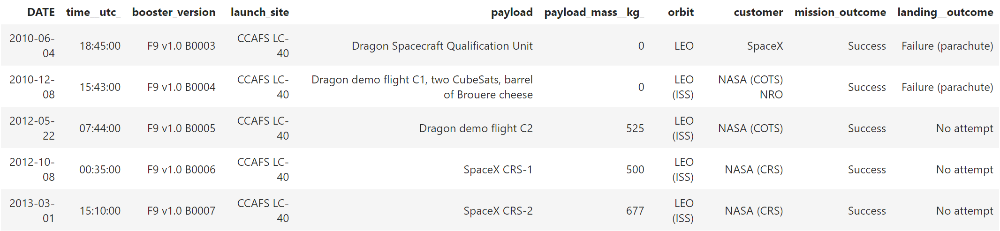 DATE time__utc_ booster_version launch_site payload payload_mass__kg_ orbit customer mission_outcome landing__outcome
2010-06-
04
18:45:00
F9 v1.0 B0003
CCAFS LC-
40
Dragon Spacecraft Qualification Unit
0
LEO
SpaceX
Success
Failure (parachute)
2010-12-
08
15:43:00
F9 v1.0 B0004
CCAFS LC-
40
Dragon demo flight C1, two CubeSats, barrel
of Brouere cheese
0
LEO
(ISS)
NASA (COTS)
NRO
Success
Failure (parachute)
2012-05-
22
07:44:00
F9 v1.0 B0005
CCAFS LC-
40
Dragon demo flight C2
525
LEO
(ISS)
NASA (COTS)
Success
No attempt
2012-10-
08
00:35:00
F9 v1.0 B0006
CCAFS LC-
40
SpaceX CRS-1
500
LEO
(ISS)
NASA (CRS)
Success
No attempt
2013-03-
01
15:10:00
F9 v1.0 B0007
CCAFS LC-
40
SpaceX CRS-2
677
LEO
(ISS)
NASA (CRS)
Success
No attempt